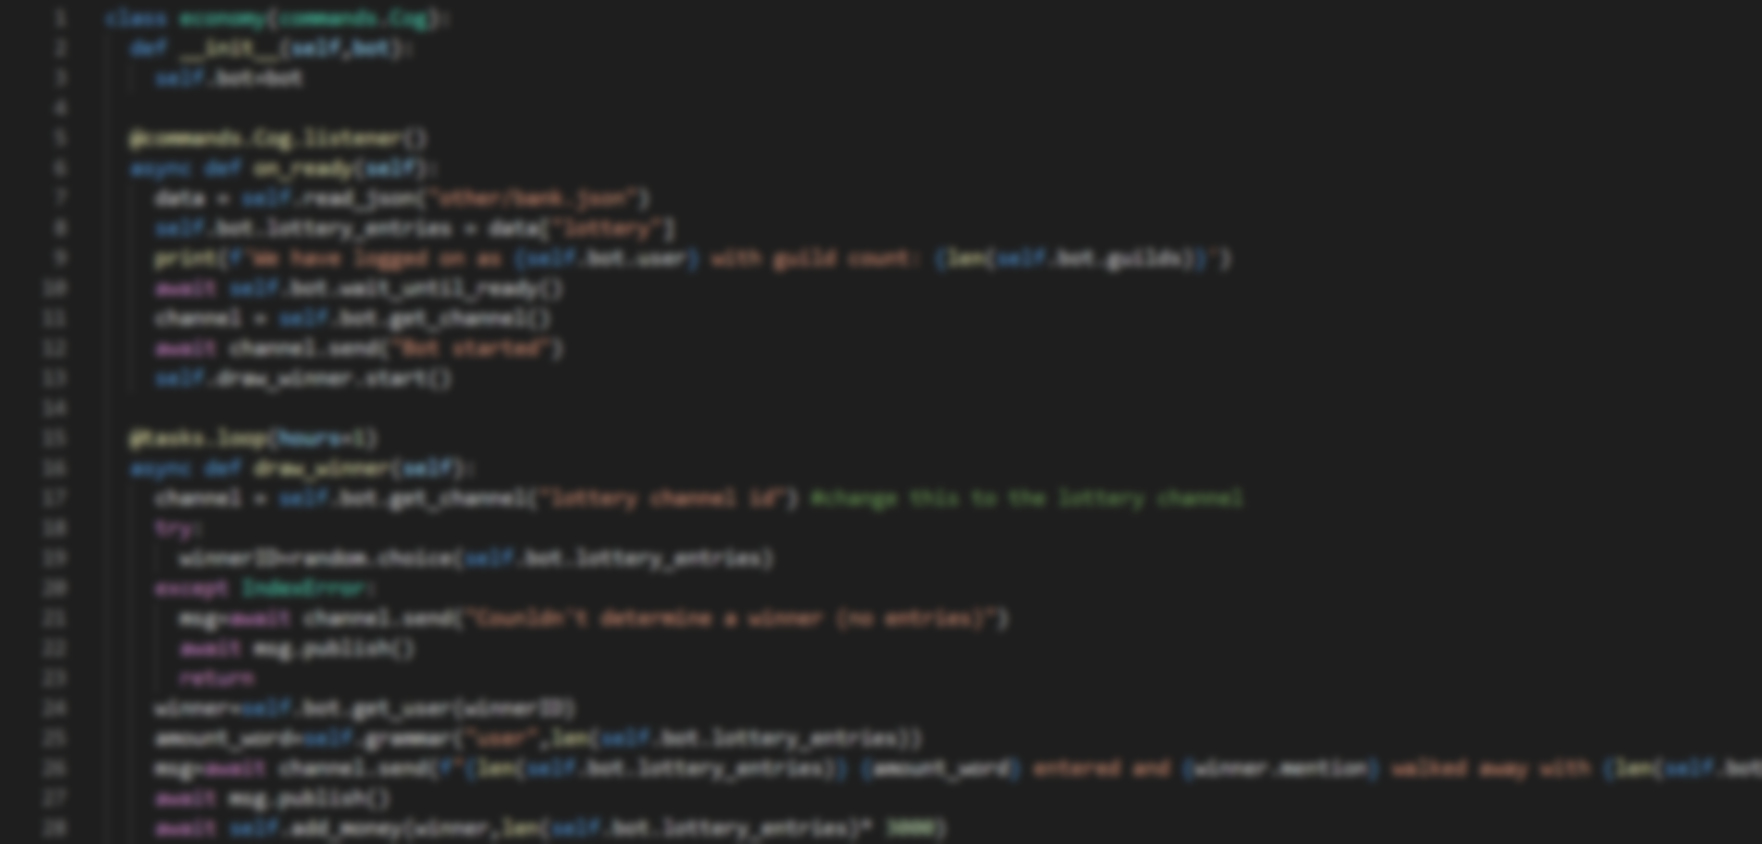 1 class economy(commands.Cog):
2 def __init__(self,bot):
3 self.bot=bot
4
5 @commands.Cog.listener()
6 async def on_ready(self):
7 data = self.read_json("other/bank.json")
8 self.bot.lottery_entries = data["lottery"]
9 print(f'We have logged on as {self.bot.user} with guild count: {len(self.bot.guilds)}')
10 await self.bot.wait_until_ready()
11 channel = self.bot.get_channel()
12 await channel.send("Bot started")
13 self.draw_winner.start()
14
15 @tasks.loop(hours=1)
16 async def draw_winner(self):
17 channel = self.bot.get_channel("lottery channel id") #change this to the lottery channel
18 try:
19 winnerID=random.choice(self.bot.lottery_entries)
20 except IndexError:
21 msg=await channel.send("Counldn't determine a winner (no entries)")
22 await msg.publish()
23 return
24 winner=self.bot.get_user(winnerID)
25 amount_word=self.grammar("user",len(self.bot.lottery_entries))
26 msg=await channel.send(f"{len(self.bot.lottery_entries)} {amount_word} entered and {winner.mention} walked away with {len(self.bot
27 await msg.publish()
28 await self.add_money(winner,len(self.bot.lottery_entries)* 3000)